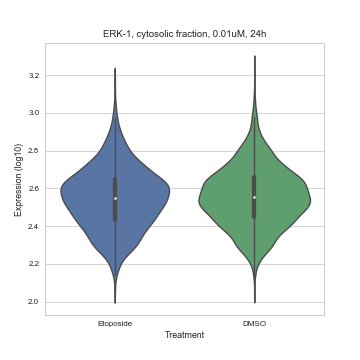 ERK-1, cytosolic fraction, 0.01uM, 24h
Expression (log10)
3.2
3.0
2.8
2.6
2.4
2.2
2.0
Etoposide
DMSO
Treatment